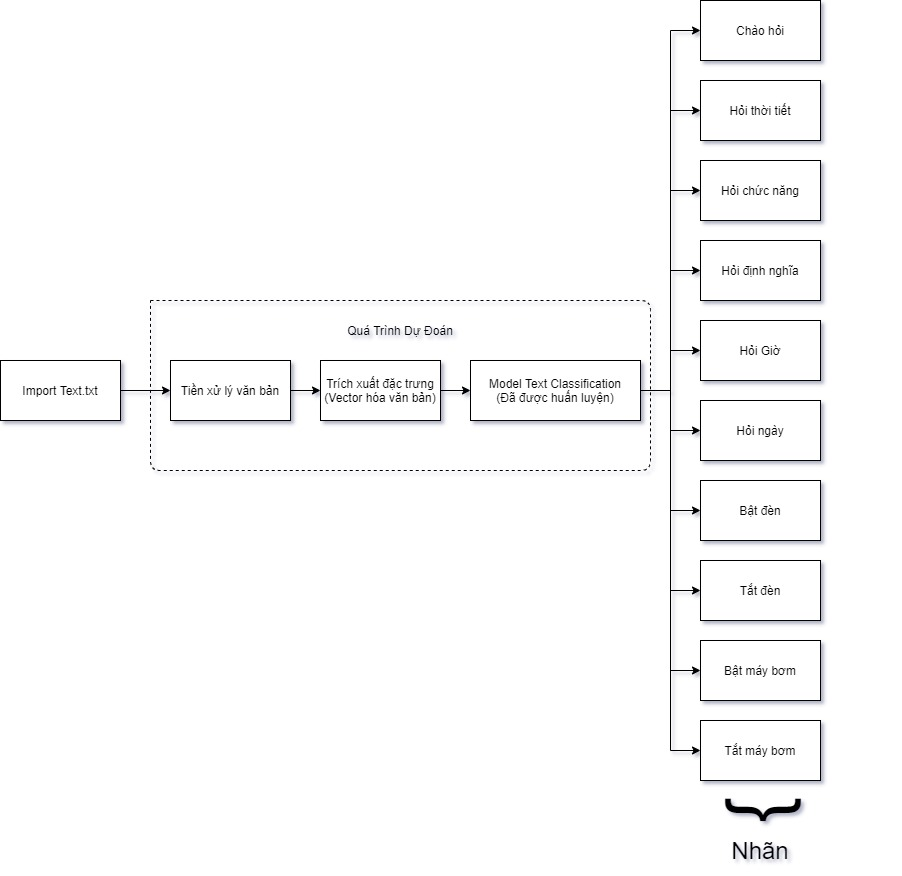 Chào hỏi
Hỏi thời tiết
Hỏi chức năng
Hỏi định nghĩa
Hỏi Giờ
Hỏi ngày
Bật đèn
Tắt đèn
Bật máy bơm
Tắt máy bơm
Nhãn
Quá Trình Dự Đoán
Import Text.txt
Tiền xử lý văn bản
Trích xuất đặc trưng
(Vector hóa văn bản)
Model Text Classification
(Đã được huấn luyện)